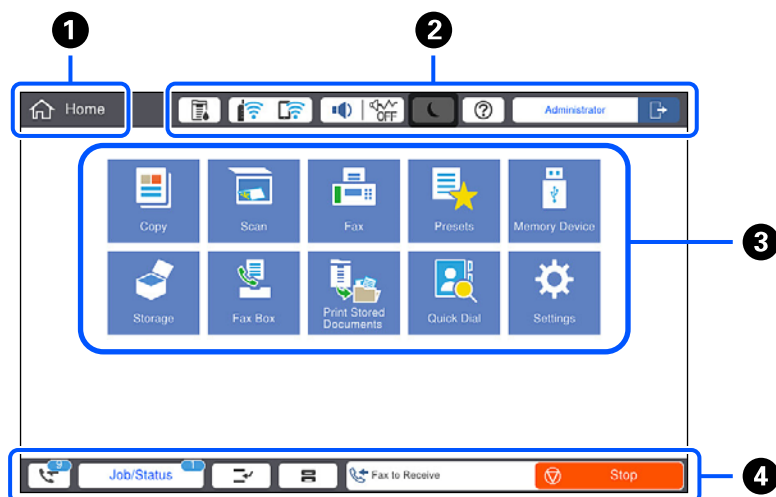 1
2
Home
OFF
Administrator
Copy
Scan
Fax
Presets
Memory Device
3
Storage
Fax Box
Print Stored
Documents
Quick Dial
Settings
9
Job/Status
1
Fax to Receive
Stop
4